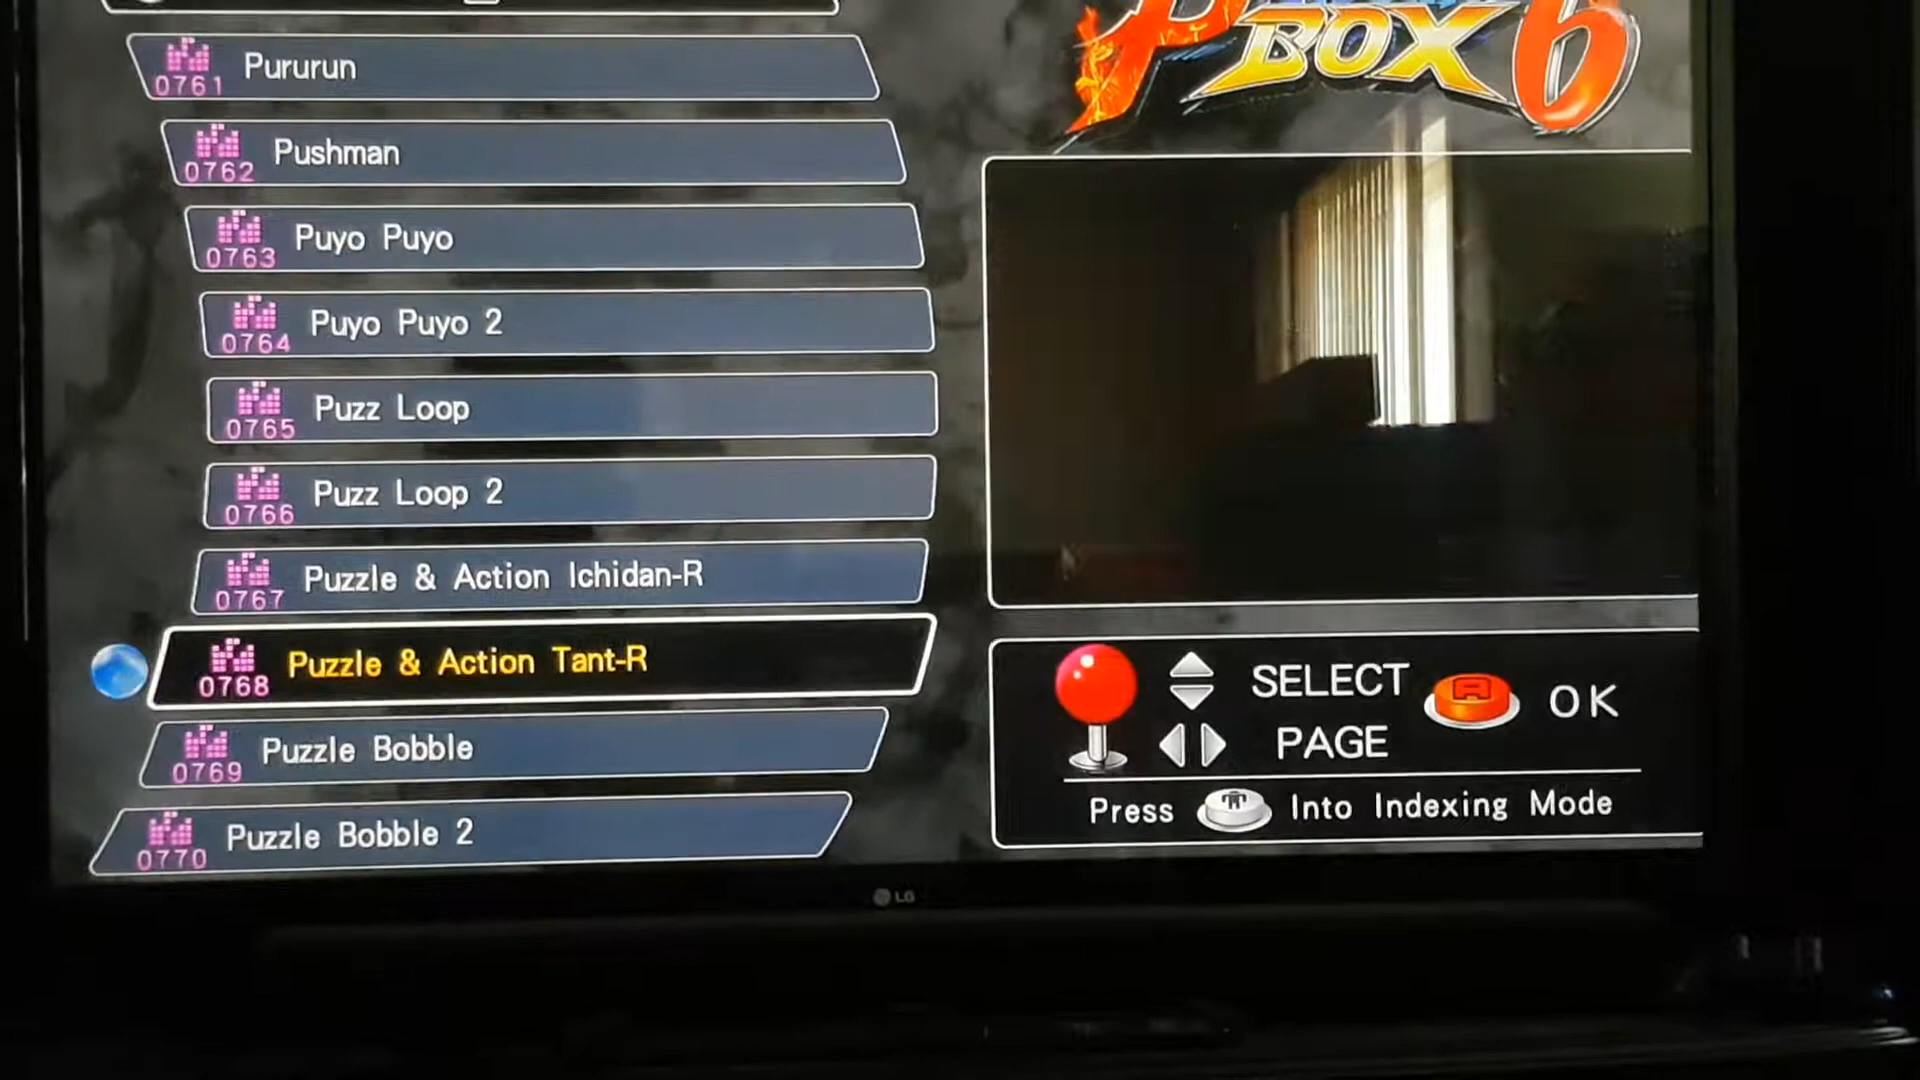 0761 Pururun
0762 Pushman
0763 Puyo Puyo
0764 Puyo Puyo 2
0765 Puzz Loop
0766 Puzz Loop 2
0767 Puzzle & Action Ichidan-R
0768 Puzzle & Action Tant-R
0769 Puzzle Bobble
0770 Puzzle Bobble 2
BOX 6
SELECT
A OK
PAGE
Press Into Indexing Mode
LG